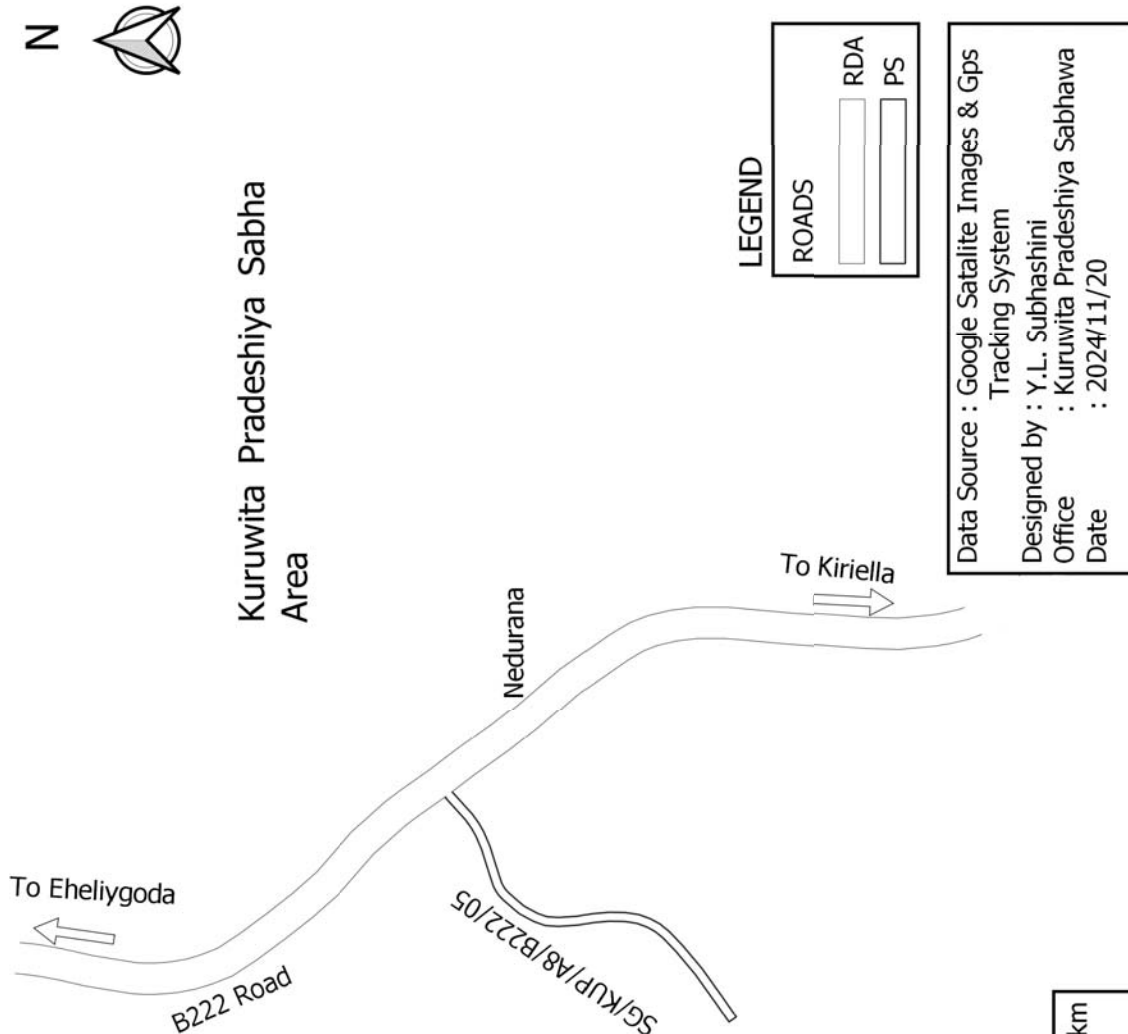 N
Kuruwita Pradeshiya Sabha
Area
To Eheliygoda
B222 Road
SG/KUP/A8/B222/05
Nedurana
To Kiriella
LEGEND
ROADS
RDA
PS
Data Source : Google Satalite Images & Gps
Tracking System
Designed by : Y.L. Subhashini
Office : Kuruwita Pradeshiya Sabhawa
Date : 2024/11/20
km